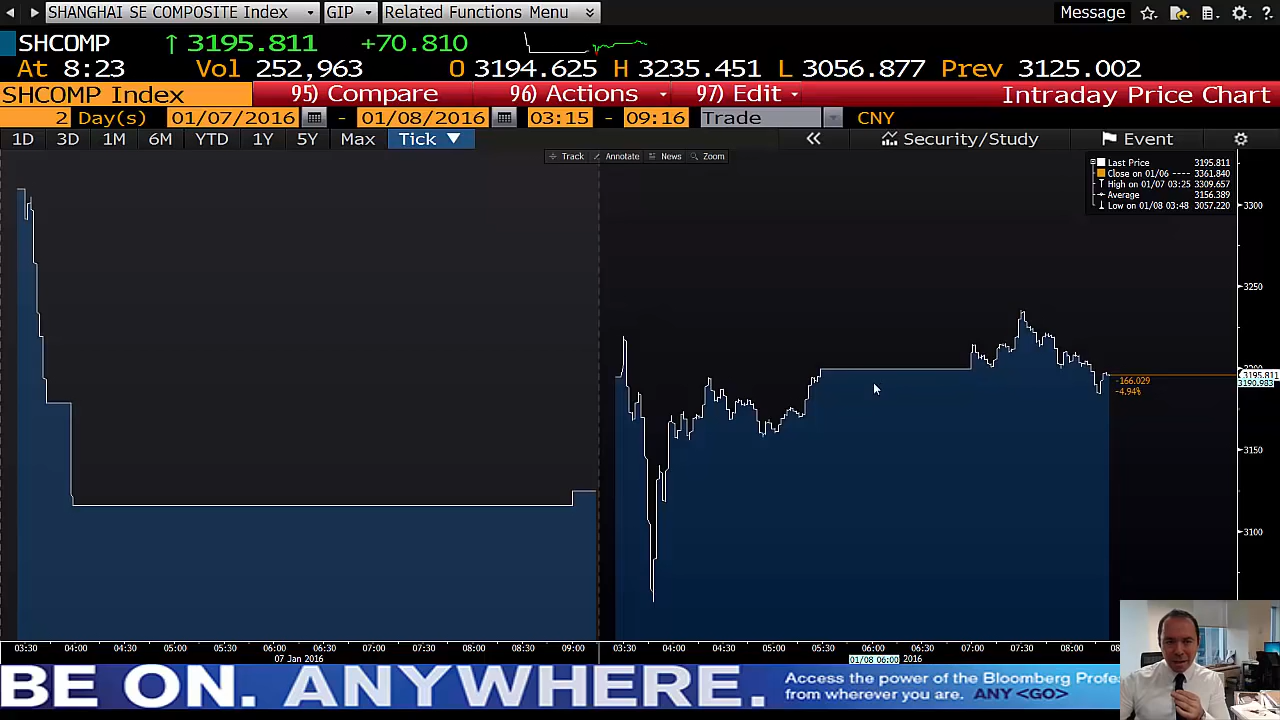 SHANGHAI SE COMPOSITE Index GIP Related Functions Menu Message ?
SHCOMP ↑ 3195.811 +70.810
At 8:23 Vol 252,963 O 3194.625 H 3235.451 L 3056.877 Prev 3125.002
SHCOMP Index 95) Compare 96) Actions 97) Edit Intraday Price Chart
2 Day(s) 01/07/2016 - 01/08/2016 03:15 - 09:16 Trade CNY
1D 3D 1M 6M YTD 1Y 5Y Max Tick ▼ « Security/Study Event
Track Annotate News Zoom
Last Price 3195.811
Close on 01/06 ---- 3361.840
High on 01/07 03:25 3309.657
Average 3156.389
Low on 01/08 03:48 3057.220
3300
3250
3200
3195.811
3190.983
-166.029
-4.94%
3150
3100
03:30 04:00 04:30 05:00 05:30 06:00 06:30 07:00 07:30 08:00 08:30 09:00 03:30 04:00 04:30 05:00 05:30 06:00 07:00 07:30 08:00
07 Jan 2016 01/08 06:00 2016
BE ON. ANYWHERE.
Access the power of the Bloomberg Profes
from wherever you are. ANY <GO>